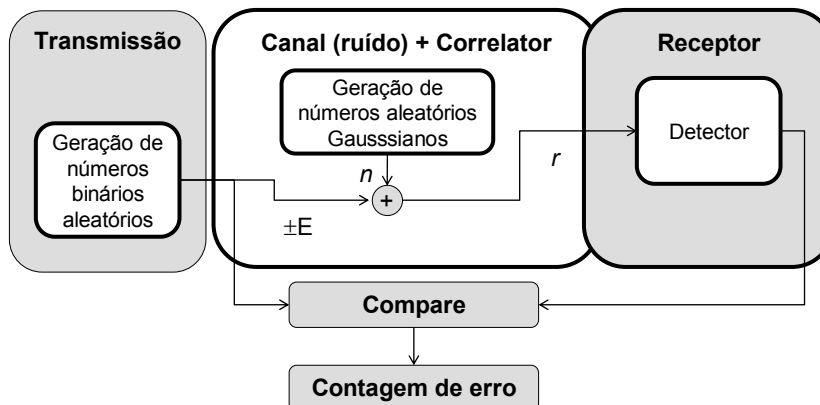 Transmissão
Canal (ruído) + Correlator
Receptor
Geração de
números
binários
aleatórios
Geração de
números aleatórios
Gausssianos
Detector
n
r
+
±E
Compare
Contagem de erro